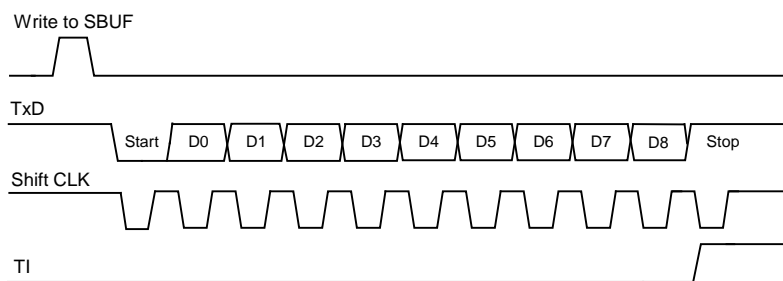 Write to SBUF
TxD
Start D0 D1 D2 D3 D4 D5 D6 D7 D8 Stop
Shift CLK
TI